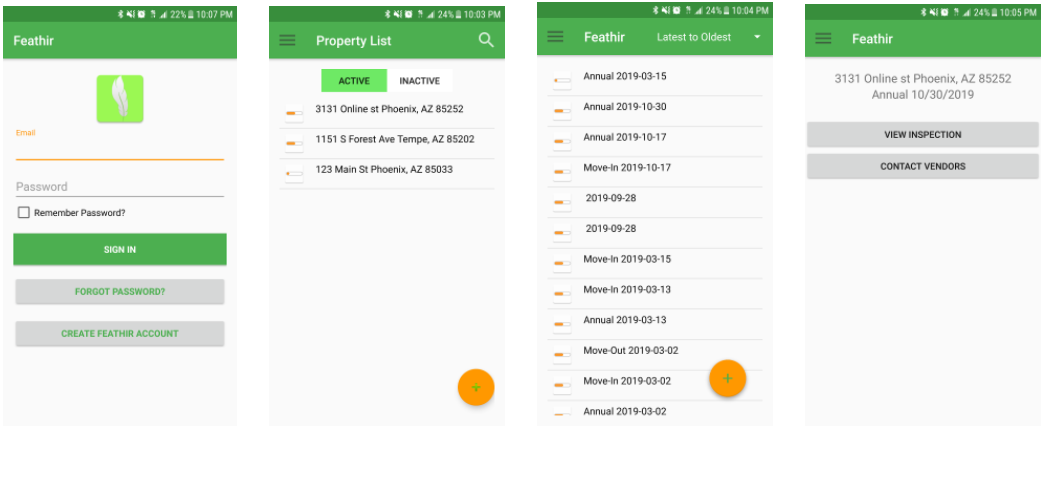 22% 10:07 PM
Feathir
Email
Password
Remember Password?
SIGN IN
FORGOT PASSWORD?
CREATE FEATHIR ACCOUNT
24% 10:03 PM
Property List
ACTIVE INACTIVE
3131 Online st Phoenix, AZ 85252
1151 S Forest Ave Tempe, AZ 85202
123 Main St Phoenix, AZ 85033
+
24% 10:04 PM
Feathir Latest to Oldest
Annual 2019-03-15
Annual 2019-10-30
Annual 2019-10-17
Move-In 2019-10-17
2019-09-28
2019-09-28
Move-In 2019-03-15
Move-In 2019-03-13
Annual 2019-03-13
Move-Out 2019-03-02
Move-In 2019-03-02
Annual 2019-03-02
+
24% 10:05 PM
Feathir
3131 Online st Phoenix, AZ 85252
Annual 10/30/2019
VIEW INSPECTION
CONTACT VENDORS